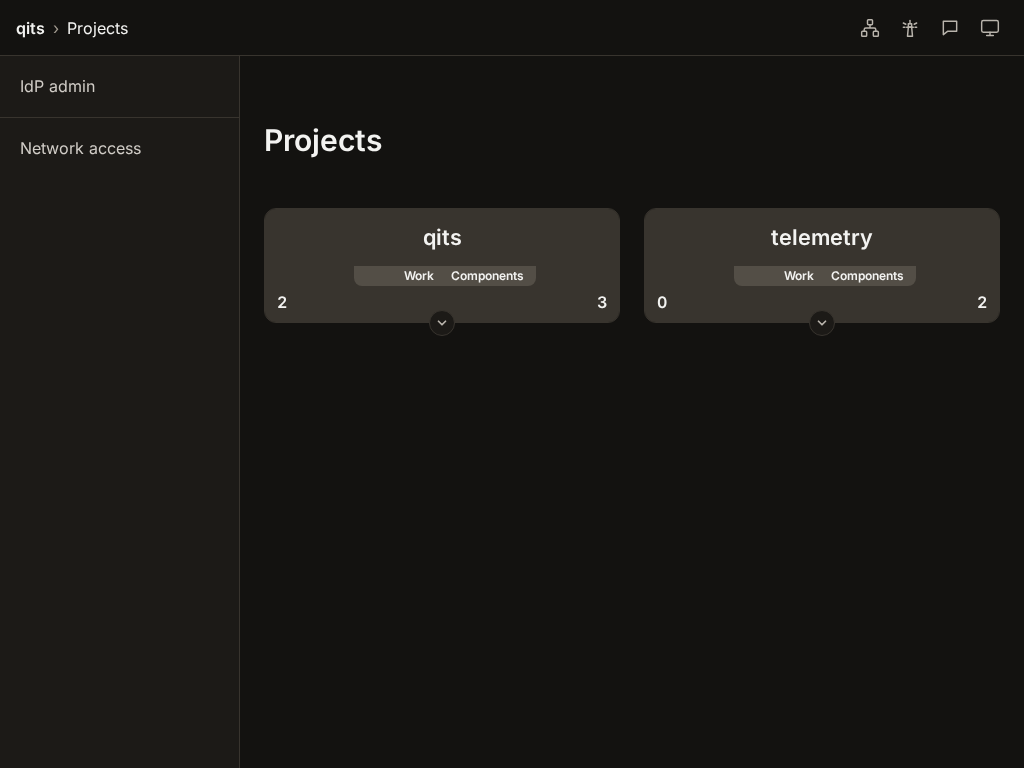 qits › Projects
IdP admin
Network access
Projects
qits
Work Components
2 3
telemetry
Work Components
0 2